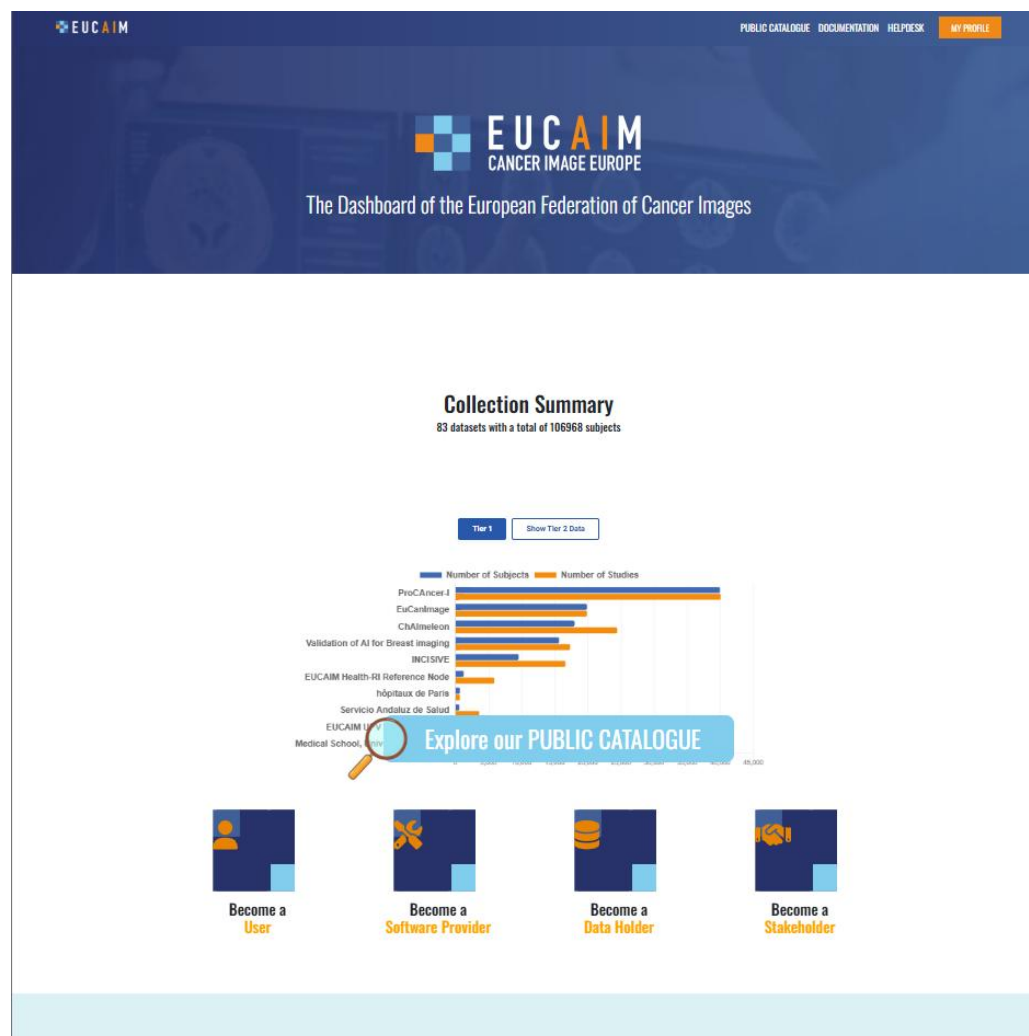 EUCAIM
PUBLIC CATALOGUE DOCUMENTATION HELPDESK MY PROFILE
EUCAIM
CANCER IMAGE EUROPE
The Dashboard of the European Federation of Cancer Images
Collection Summary
83 datasets with a total of 106968 subjects
Tier 1 Show Tier 2 Data
Number of Subjects Number of Studies
ProCAncer-I
EuCanImage
ChAImeleon
Validation of AI for Breast imaging
INCISIVE
EUCAIM Health-RI Reference Node
hôpitaux de Paris
Servicio Andaluz de Salud
EUCAIM
Medical School,
Explore our PUBLIC CATALOGUE
45,000
Become a
User
Become a
Software Provider
Become a
Data Holder
Become a
Stakeholder